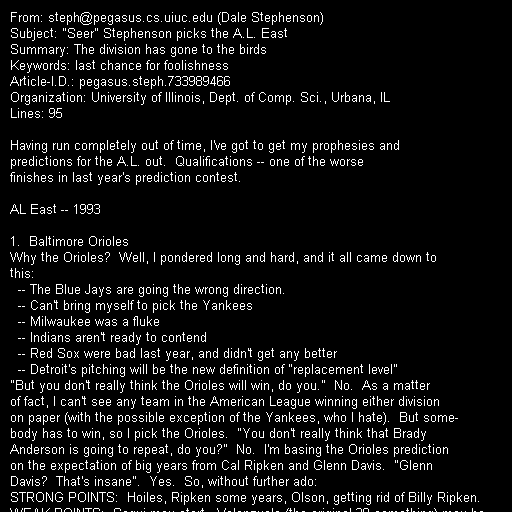 From: steph@pegasus.cs.uiuc.edu (Dale Stephenson)
Subject: "Seer" Stephenson picks the A.L. East
Summary: The division has gone to the birds
Keywords: last chance for foolishness
Article-I.D.: pegasus.steph.733989466
Organization: University of Illinois, Dept. of Comp. Sci., Urbana, IL
Lines: 95

Having run completely out of time, I've got to get my prophesies and
predictions for the A.L. out.  Qualifications -- one of the worse
finishes in last year's prediction contest.

AL East -- 1993

1.  Baltimore Orioles
Why the Orioles?  Well, I pondered long and hard, and it all came down to
this:
  -- The Blue Jays are going the wrong direction.
  -- Can't bring myself to pick the Yankees
  -- Milwaukee was a fluke
  -- Indians aren't ready to contend
  -- Red Sox were bad last year, and didn't get any better
  -- Detroit's pitching will be the new definition of "replacement level"
"But you don't really think the Orioles will win, do you."  No.  As a matter
of fact, I can't see any team in the American League winning either division
on paper (with the possible exception of the Yankees, who I hate).  But some-
body has to win, so I pick the Orioles.  "You don't really think that Brady
Anderson is going to repeat, do you?"  No.  I'm basing the Orioles prediction
on the expectation of big years from Cal Ripken and Glenn Davis.  "Glenn
Davis?  That's insane".  Yes.  So, without further ado:
STRONG POINTS:  Hoiles, Ripken some years, Olson, getting rid of Billy Ripken.